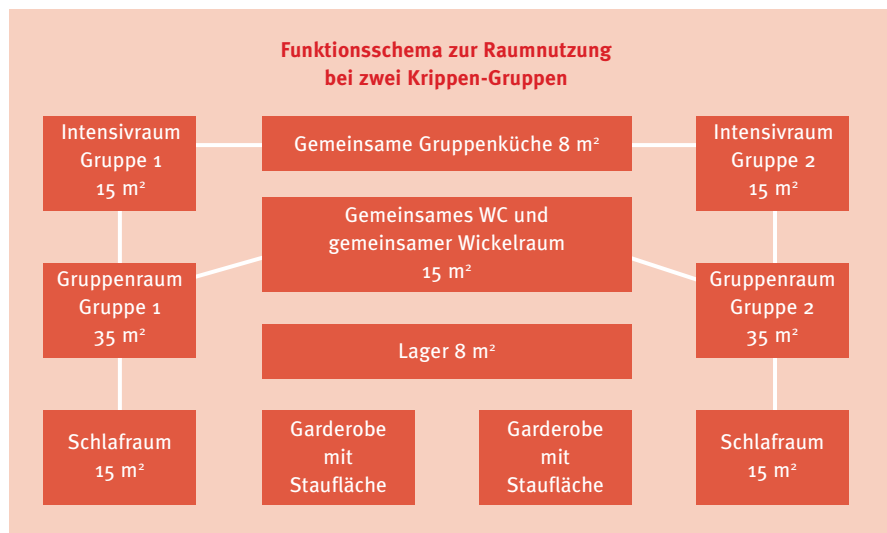 Funktionsschema zur Raumnutzung
bei zwei Krippen-Gruppen
Intensivraum
Gruppe 1
15 m²
Gemeinsame Gruppenküche 8 m²
Intensivraum
Gruppe 2
15 m²
Gemeinsames WC und
gemeinsamer Wickelraum
15 m²
Gruppenraum
Gruppe 1
35 m²
Gruppenraum
Gruppe 2
35 m²
Lager 8 m²
Schlafraum
15 m²
Garderobe
mit
Staufläche
Garderobe
mit
Staufläche
Schlafraum
15 m²